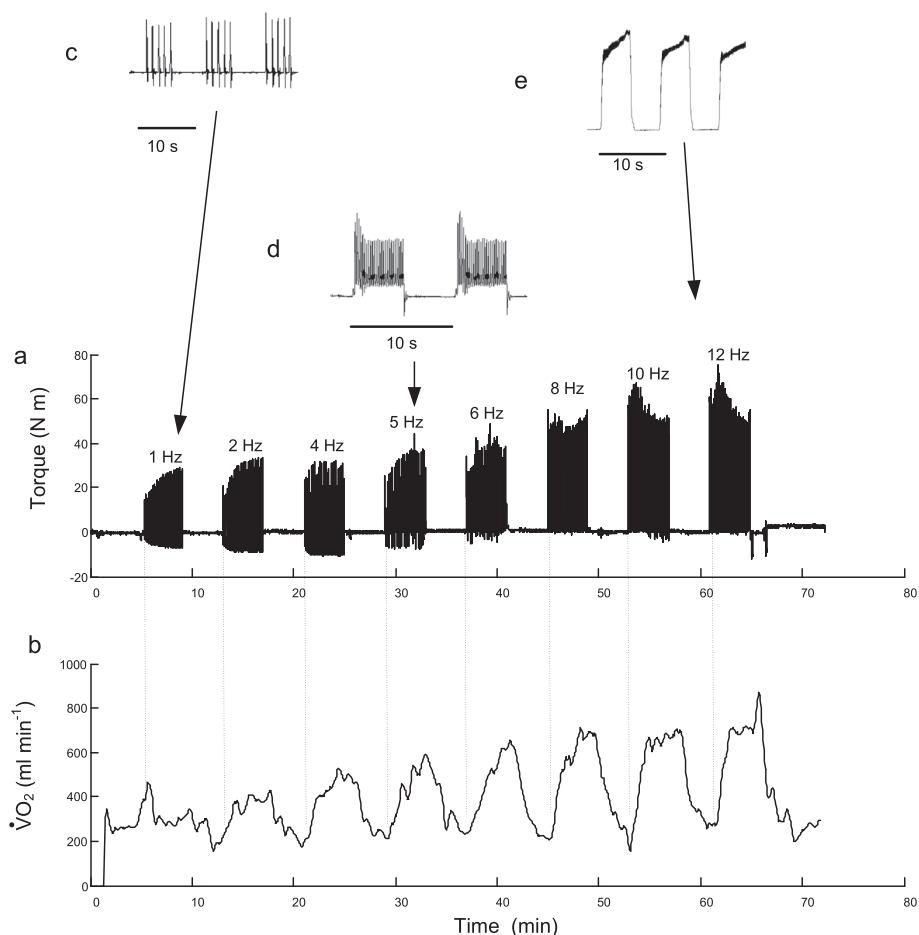 c
10 s
e
10 s
d
10 s
a
Torque (N m)
80
60
40
20
0
-20
1 Hz
2 Hz
4 Hz
5 Hz
6 Hz
8 Hz
10 Hz
12 Hz
0 10 20 30 40 50 60 70 80
b
V̇O₂ (ml min⁻¹)
1000
800
600
400
200
0
0 10 20 30 40 50 60 70 80
Time (min)